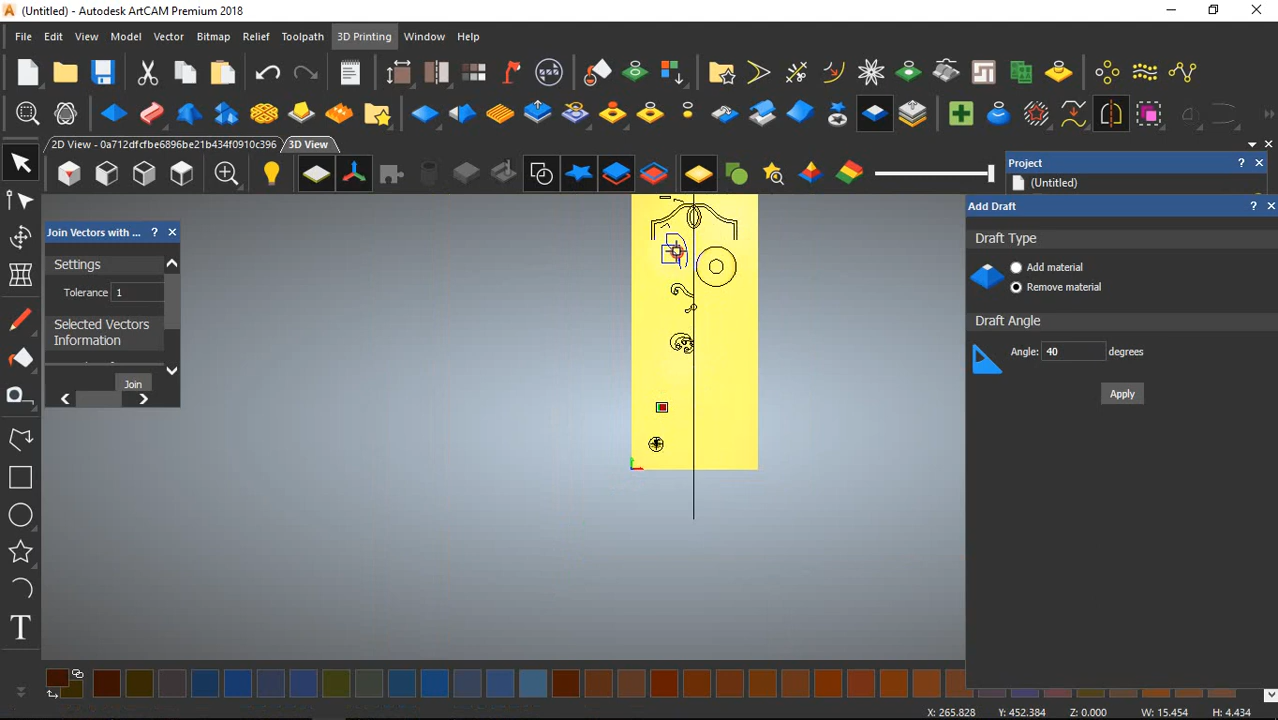 (Untitled) - Autodesk ArtCAM Premium 2018
File Edit View Model Vector Bitmap Relief Toolpath 3D Printing Window Help
2D View - 0a712dfcfbe6896be21b434f0910c396 3D View
Project ? ×
(Untitled)
Join Vectors with ... ? ×
Settings
Tolerance 1
Selected Vectors
Information
Join
Add Draft ? ×
Draft Type
Add material
Remove material
Draft Angle
Angle: 40 degrees
Apply
T
X: 265.828 Y: 452.384 Z: 0.000 W: 15.454 H: 4.434